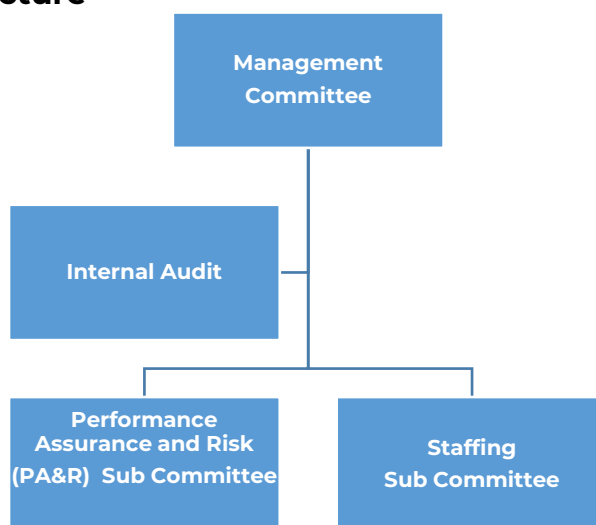 Management
Committee
Internal Audit
Performance
Assurance and Risk
(PA&R) Sub Committee
Staffing
Sub Committee